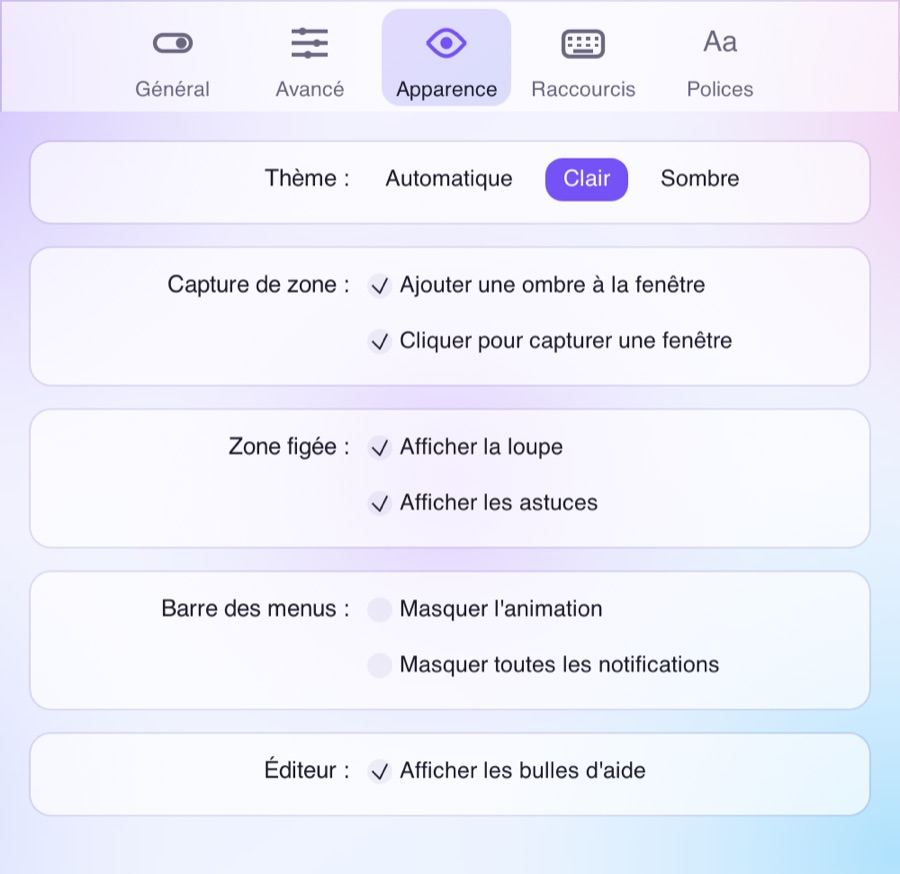 Général Avancé Apparence Raccourcis Aa Polices
Thème : Automatique Clair Sombre
Capture de zone : Ajouter une ombre à la fenêtre
Cliquer pour capturer une fenêtre
Zone figée : Afficher la loupe
Afficher les astuces
Barre des menus : Masquer l'animation
Masquer toutes les notifications
Éditeur : Afficher les bulles d'aide